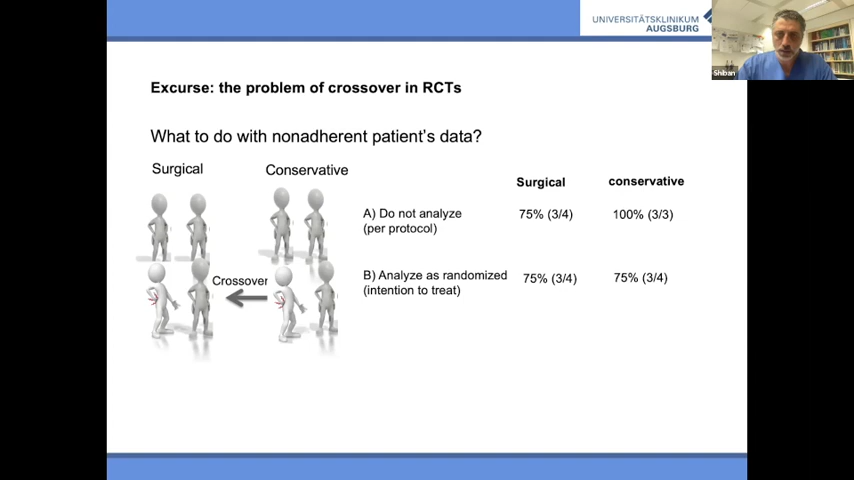 UNIVERSITÄTSKLINIKUM
AUGSBURG
Shiban
Excurse: the problem of crossover in RCTs
What to do with nonadherent patient's data?
Surgical
Conservative
Surgical
conservative
A) Do not analyze
(per protocol)
75% (3/4)
100% (3/3)
Crossover
B) Analyze as randomized
(intention to treat)
75% (3/4)
75% (3/4)